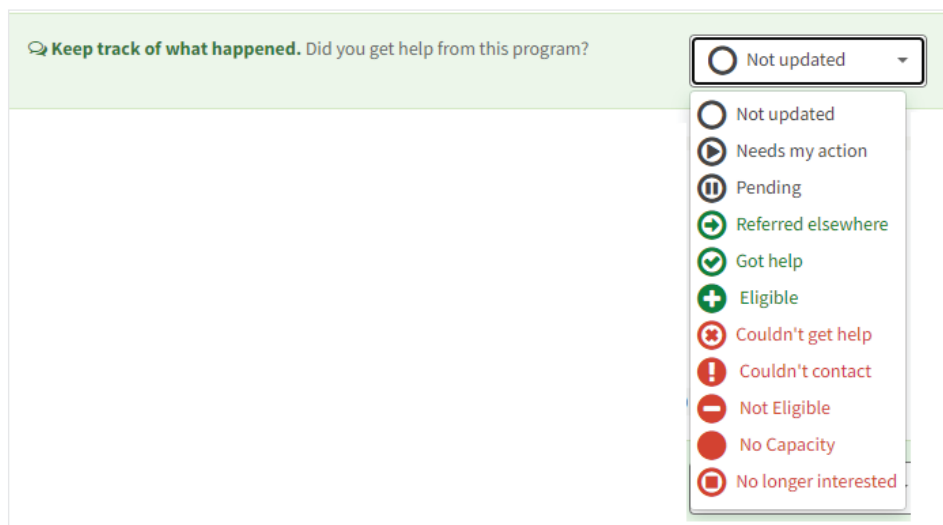 Keep track of what happened. Did you get help from this program?
Not updated
Not updated
Needs my action
Pending
Referred elsewhere
Got help
Eligible
Couldn't get help
Couldn't contact
Not Eligible
No Capacity
No longer interested